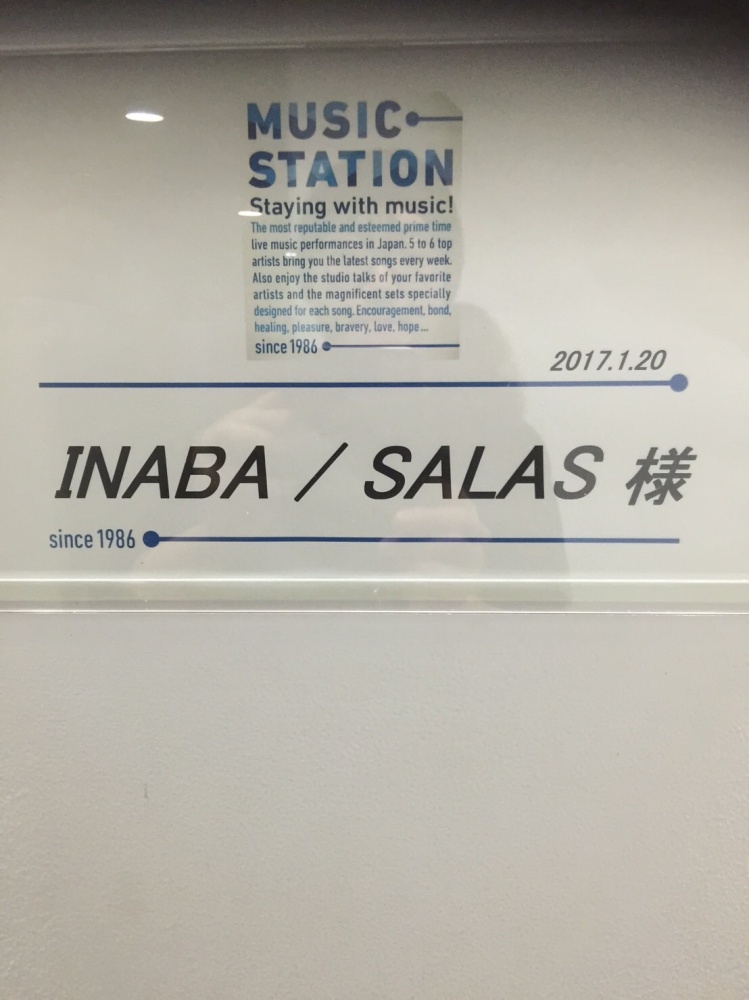 MUSIC
STATION
Staying with music!
The most reputable and esteemed prime time
live music performances in Japan. 5 to 6 top
artists bring you the latest songs every week.
Also enjoy the studio talks of your favorite
artists and the magnificent sets specially
designed for each song. Encouragement, bond,
healing, pleasure, bravery, love, hope...
since 1986
2017.1.20
INABA / SALAS 様
since 1986